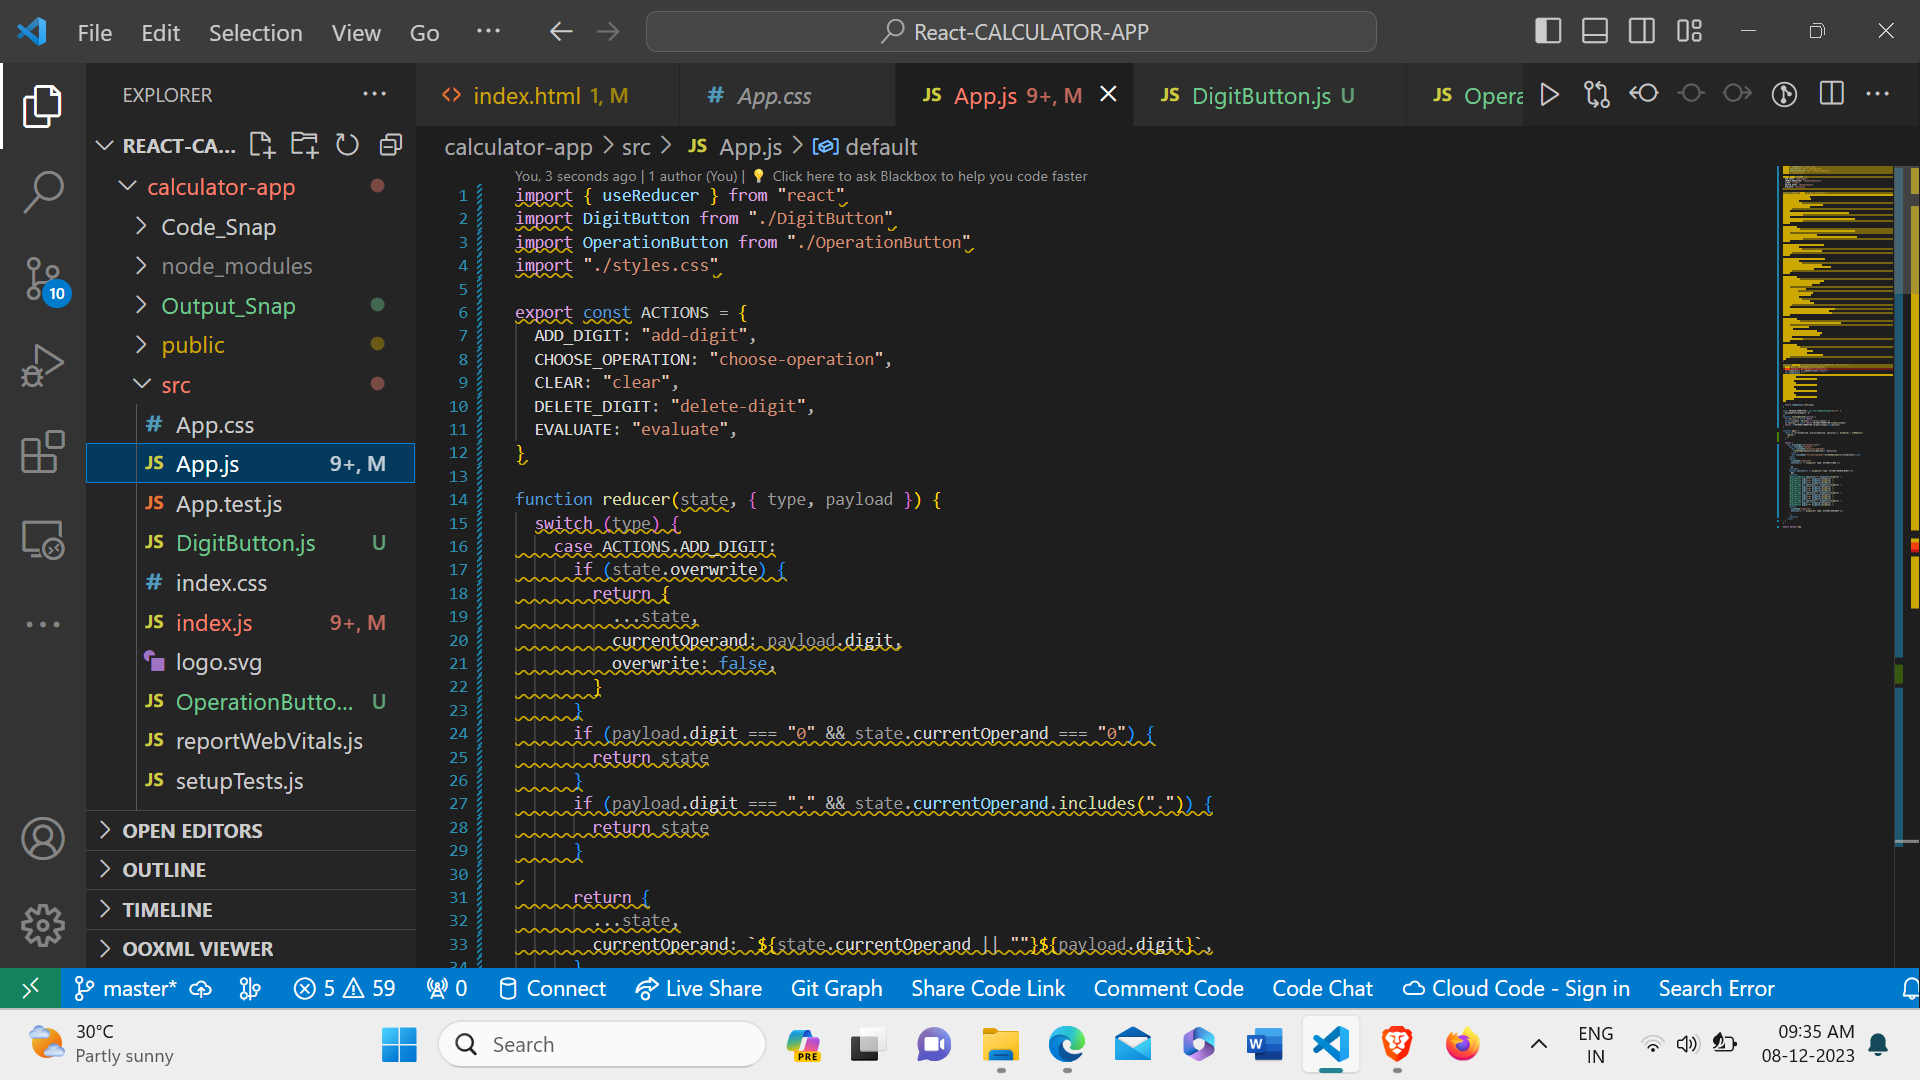 File Edit Selection View Go ··· React-CALCULATOR-APP
EXPLORER
REACT-CA...
calculator-app
Code_Snap
node_modules
Output_Snap
public
src
# App.css
JS App.js 9+, M
JS App.test.js
JS DigitButton.js U
# index.css
JS index.js 9+, M
logo.svg
JS OperationButto... U
JS reportWebVitals.js
JS setupTests.js
OPEN EDITORS
OUTLINE
TIMELINE
OOXML VIEWER
10
<> index.html 1, M # App.css JS App.js 9+, M JS DigitButton.js U JS Opera
calculator-app > src > JS App.js > default
You, 3 seconds ago | 1 author (You) | 💡 Click here to ask Blackbox to help you code faster
1 import { useReducer } from "react"
2 import DigitButton from "./DigitButton"
3 import OperationButton from "./OperationButton"
4 import "./styles.css"
5
6 export const ACTIONS = {
7 ADD_DIGIT: "add-digit",
8 CHOOSE_OPERATION: "choose-operation",
9 CLEAR: "clear",
10 DELETE_DIGIT: "delete-digit",
11 EVALUATE: "evaluate",
12 }
13
14 function reducer(state, { type, payload }) {
15 switch (type) {
16 case ACTIONS.ADD_DIGIT:
17 if (state.overwrite) {
18 return {
19 ...state,
20 currentOperand: payload.digit,
21 overwrite: false,
22 }
23 }
24 if (payload.digit === "0" && state.currentOperand === "0") {
25 return state
26 }
27 if (payload.digit === "." && state.currentOperand.includes(".")) {
28 return state
29 }
30
31 return {
32 ...state,
33 currentOperand: `${state.currentOperand || ""}${payload.digit}`,
34 }
master* 5 59 0 Connect Live Share Git Graph Share Code Link Comment Code Code Chat Cloud Code - Sign in Search Error
30°C
Partly sunny
Search
PRE
ENG
IN
09:35 AM
08-12-2023